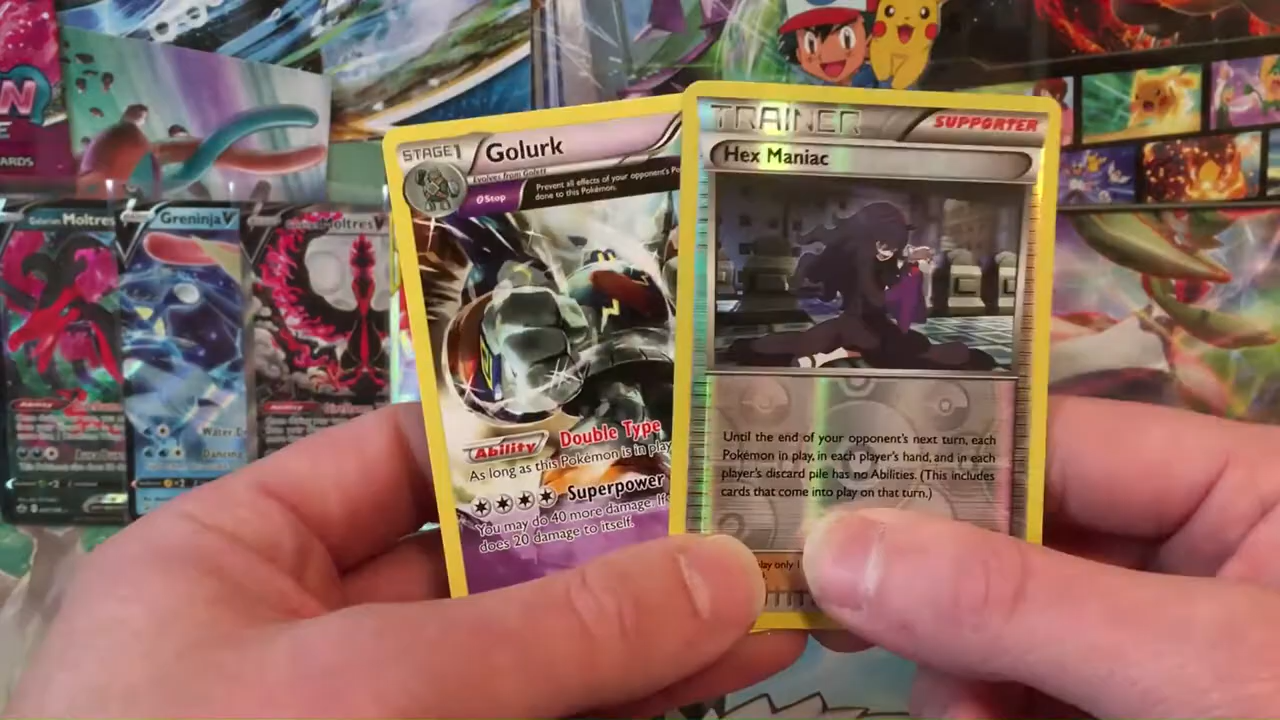 STAGE1
Golurk
Evolves from Golett
Θ Stop
Prevent all effects of your opponent's
done to this Pokémon.
Ability
Double Type
As long as this Pokémon is in play
Superpower
You may do 40 more damage. If
does 20 damage to itself.
TRAINER
SUPPORTER
Hex Maniac
Until the end of your opponent's next turn, each
Pokémon in play, in each player's hand, and in each
player's discard pile has no Abilities. (This includes
cards that come into play on that turn.)
play only 1
Galarian Moltres
Greninja V
Moltres V
Ability
Ability